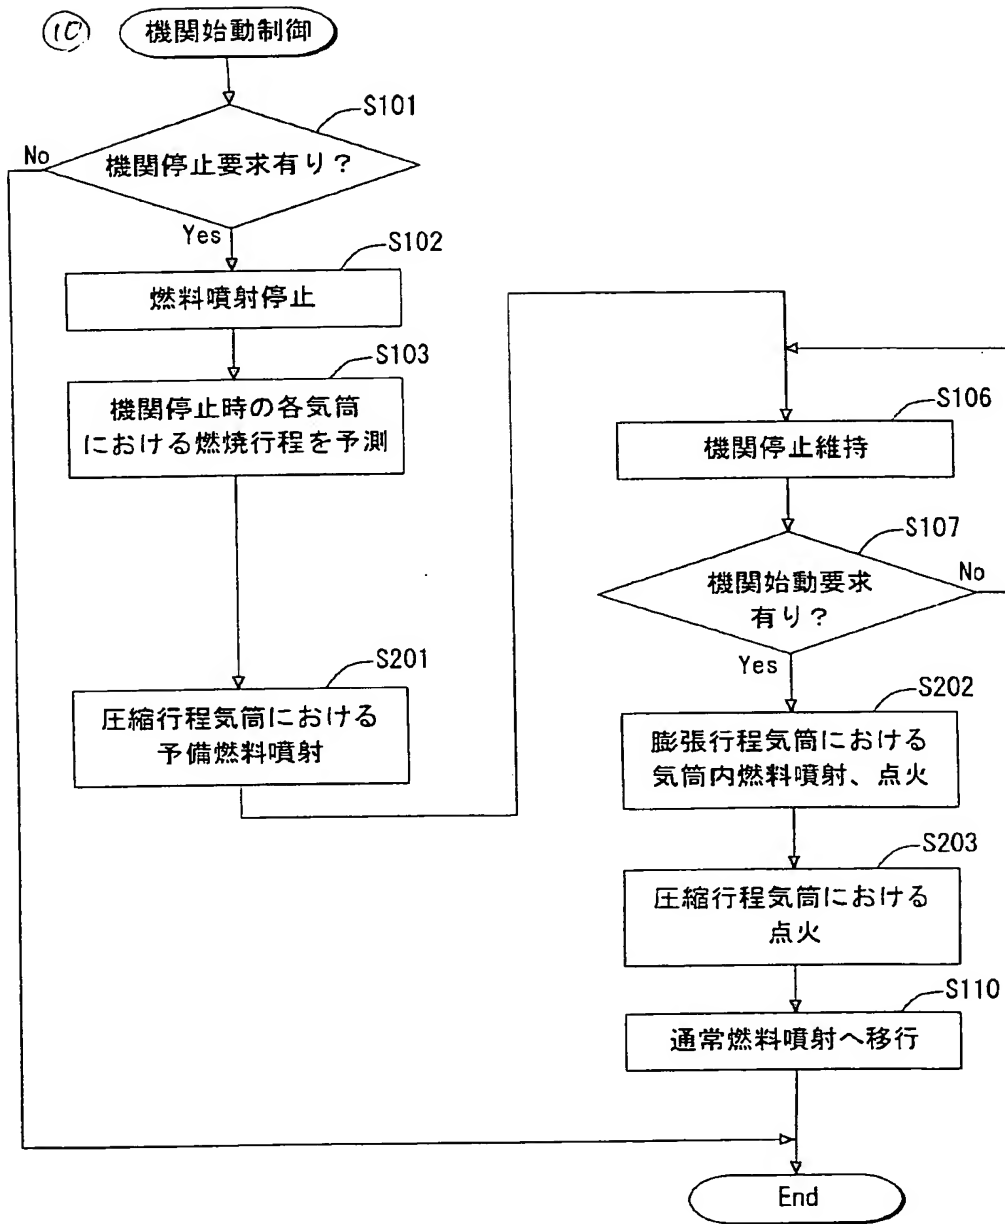 10
機関始動制御
S101
No
機関停止要求有り?
Yes
S102
燃料噴射停止
S103
機関停止時の各気筒
における燃焼行程を予測
S201
圧縮行程気筒における
予備燃料噴射
S106
機関停止維持
S107
機関始動要求
有り?
No
Yes
S202
膨張行程気筒における
気筒内燃料噴射、点火
S203
圧縮行程気筒における
点火
S110
通常燃料噴射へ移行
End